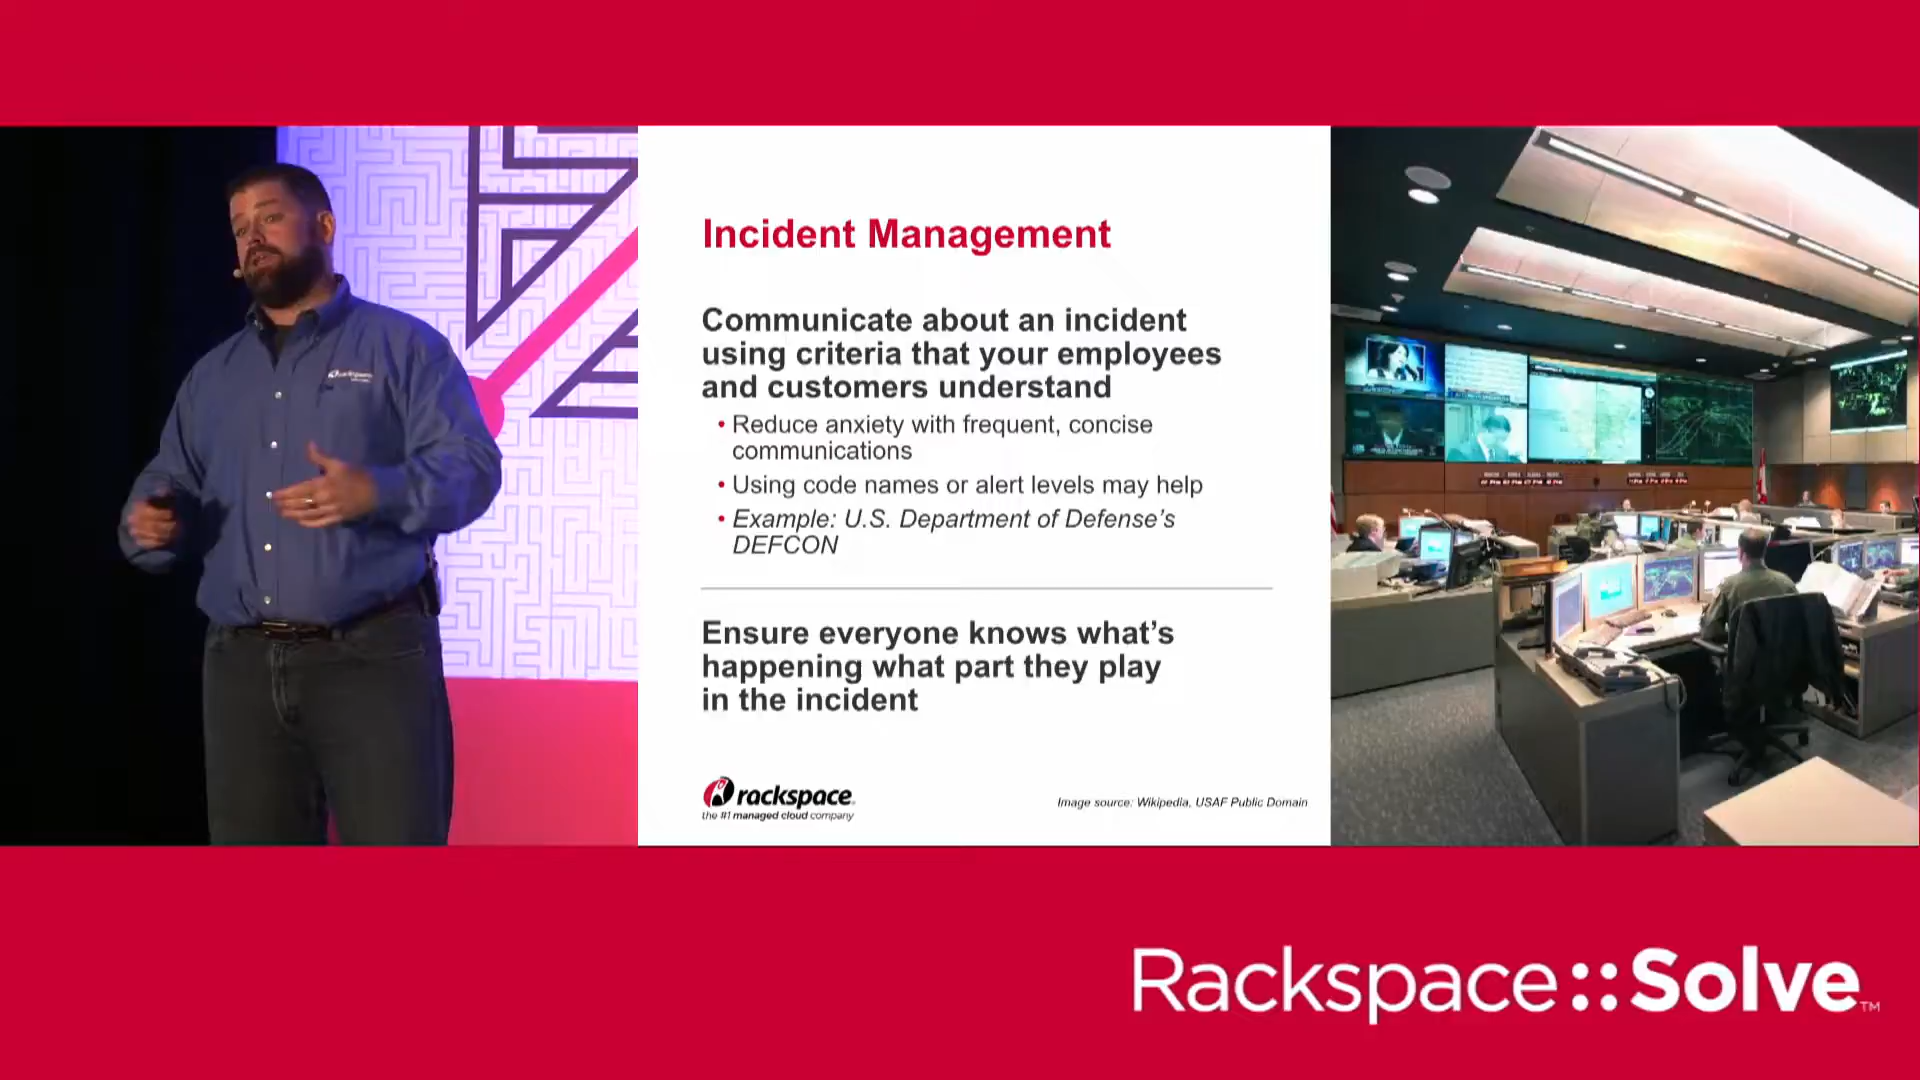 Incident Management
Communicate about an incident
using criteria that your employees
and customers understand
• Reduce anxiety with frequent, concise
communications
• Using code names or alert levels may help
• Example: U.S. Department of Defense's
DEFCON
Ensure everyone knows what's
happening what part they play
in the incident
rackspace.
the #1 managed cloud company
Image source: Wikipedia, USAF Public Domain
Rackspace::Solve™